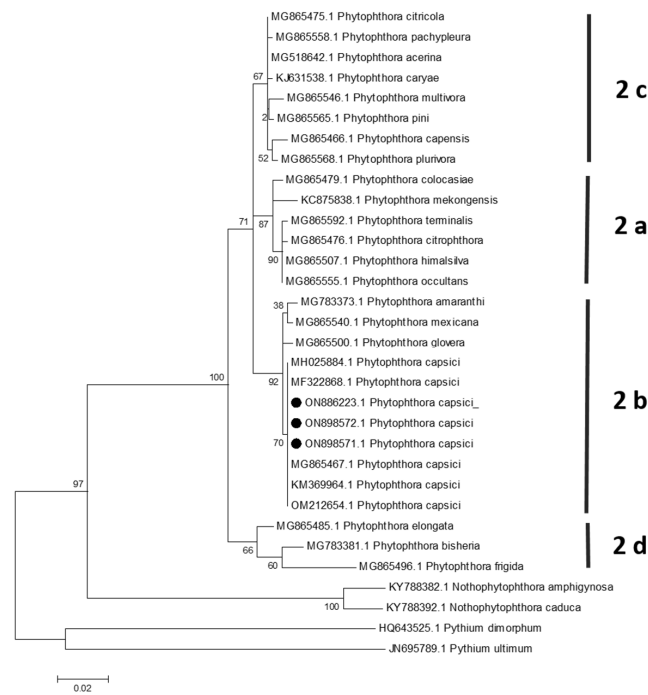 MG865475.1 Phytophthora citricola
MG865558.1 Phytophthora pachypleura
MG518642.1 Phytophthora acerina
67
KJ631538.1 Phytophthora caryae
2 c
MG865546.1 Phytophthora multivora
2
MG865565.1 Phytophthora pini
MG865466.1 Phytophthora capensis
52
MG865568.1 Phytophthora plurivora
MG865479.1 Phytophthora colocasiae
KC875838.1 Phytophthora mekongensis
71
87
MG865592.1 Phytophthora terminalis
2 a
MG865476.1 Phytophthora citrophthora
90
MG865507.1 Phytophthora himalsilva
MG865555.1 Phytophthora occultans
38
MG783373.1 Phytophthora amaranthi
MG865540.1 Phytophthora mexicana
MG865500.1 Phytophthora glovera
MH025884.1 Phytophthora capsici
100
92
MF322868.1 Phytophthora capsici
ON886223.1 Phytophthora capsici_
2 b
ON898572.1 Phytophthora capsici
70
ON898571.1 Phytophthora capsici
MG865467.1 Phytophthora capsici
97
KM369964.1 Phytophthora capsici
OM212654.1 Phytophthora capsici
MG865485.1 Phytophthora elongata
66
MG783381.1 Phytophthora bisheria
2 d
60
MG865496.1 Phytophthora frigida
KY788382.1 Nothophytophthora amphigynosa
100
KY788392.1 Nothophytophthora caduca
HQ643525.1 Pythium dimorphum
JN695789.1 Pythium ultimum
0.02